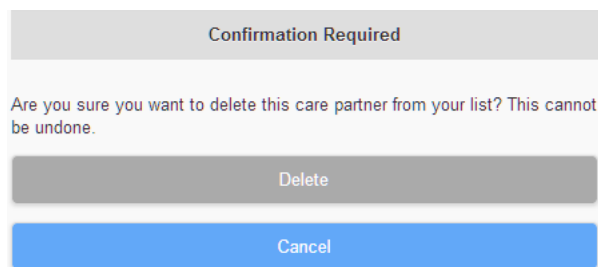 Confirmation Required
Are you sure you want to delete this care partner from your list? This cannot
be undone.
Delete
Cancel